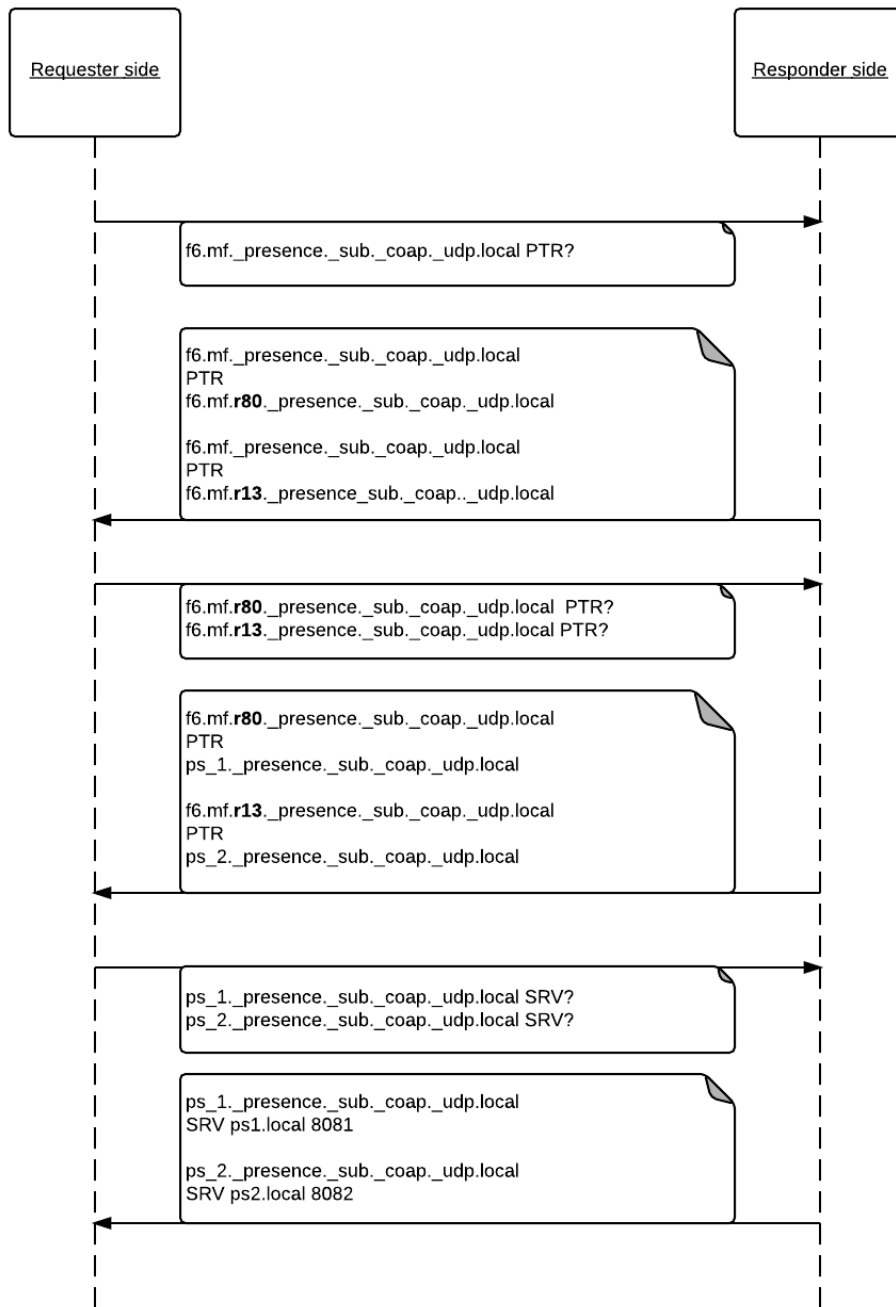 Requester side
Responder side
f6.mf._presence._sub._coap._udp.local PTR?
f6.mf._presence._sub._coap._udp.local
PTR
f6.mf.r80._presence._sub._coap._udp.local
f6.mf._presence._sub._coap._udp.local
PTR
f6.mf.r13._presence_sub._coap.._udp.local
f6.mf.r80._presence._sub._coap._udp.local  PTR?
f6.mf.r13._presence._sub._coap._udp.local PTR?
f6.mf.r80._presence._sub._coap._udp.local
PTR
ps_1._presence._sub._coap._udp.local
f6.mf.r13._presence._sub._coap._udp.local
PTR
ps_2._presence._sub._coap._udp.local
ps_1._presence._sub._coap._udp.local SRV?
ps_2._presence._sub._coap._udp.local SRV?
ps_1._presence._sub._coap._udp.local
SRV ps1.local 8081
ps_2._presence._sub._coap._udp.local
SRV ps2.local 8082